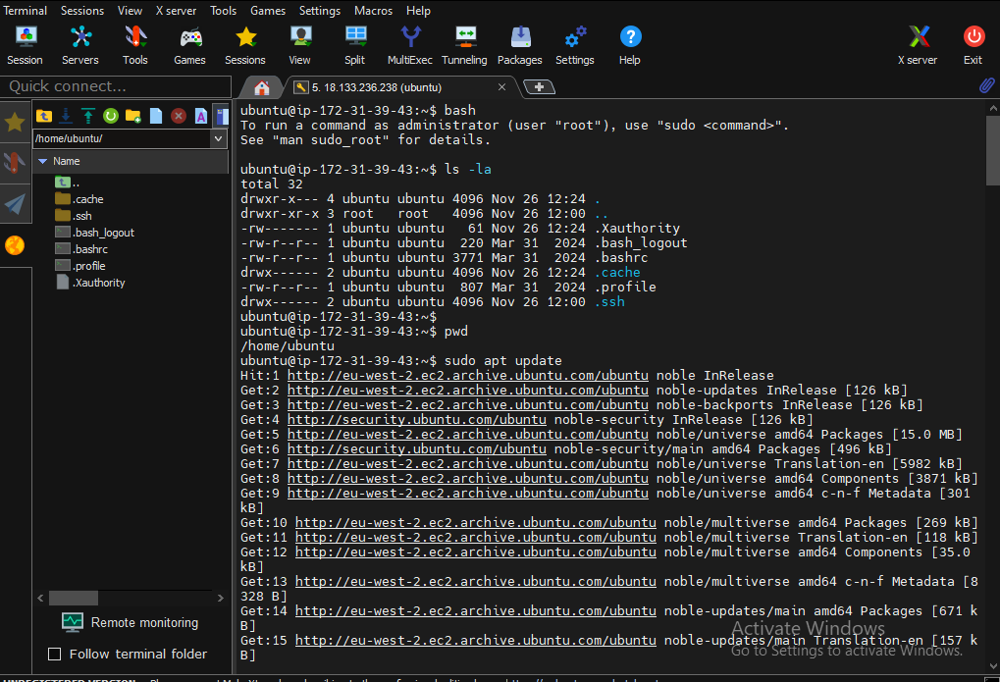 Terminal Sessions View X server Tools Games Settings Macros Help
Session Servers Tools Games Sessions View Split MultiExec Tunneling Packages Settings Help X server Exit
Quick connect...
5. 18.133.236.238 (ubuntu)
/home/ubuntu/
Name
..
.cache
.ssh
.bash_logout
.bashrc
.profile
.Xauthority
Remote monitoring
Follow terminal folder
ubuntu@ip-172-31-39-43:~$ bash
To run a command as administrator (user "root"), use "sudo <command>".
See "man sudo_root" for details.
ubuntu@ip-172-31-39-43:~$ ls -la
total 32
drwxr-x--- 4 ubuntu ubuntu 4096 Nov 26 12:24 .
drwxr-xr-x 3 root   root   4096 Nov 26 12:00 ..
-rw------- 1 ubuntu ubuntu   61 Nov 26 12:24 .Xauthority
-rw-r--r-- 1 ubuntu ubuntu  220 Mar 31  2024 .bash_logout
-rw-r--r-- 1 ubuntu ubuntu 3771 Mar 31  2024 .bashrc
drwx------ 2 ubuntu ubuntu 4096 Nov 26 12:24 .cache
-rw-r--r-- 1 ubuntu ubuntu  807 Mar 31  2024 .profile
drwx------ 2 ubuntu ubuntu 4096 Nov 26 12:00 .ssh
ubuntu@ip-172-31-39-43:~$
ubuntu@ip-172-31-39-43:~$ pwd
/home/ubuntu
ubuntu@ip-172-31-39-43:~$ sudo apt update
Hit:1 http://eu-west-2.ec2.archive.ubuntu.com/ubuntu noble InRelease
Get:2 http://eu-west-2.ec2.archive.ubuntu.com/ubuntu noble-updates InRelease [126 kB]
Get:3 http://eu-west-2.ec2.archive.ubuntu.com/ubuntu noble-backports InRelease [126 kB]
Get:4 http://security.ubuntu.com/ubuntu noble-security InRelease [126 kB]
Get:5 http://eu-west-2.ec2.archive.ubuntu.com/ubuntu noble/universe amd64 Packages [15.0 MB]
Get:6 http://security.ubuntu.com/ubuntu noble-security/main amd64 Packages [496 kB]
Get:7 http://eu-west-2.ec2.archive.ubuntu.com/ubuntu noble/universe Translation-en [5982 kB]
Get:8 http://eu-west-2.ec2.archive.ubuntu.com/ubuntu noble/universe amd64 Components [3871 kB]
Get:9 http://eu-west-2.ec2.archive.ubuntu.com/ubuntu noble/universe amd64 c-n-f Metadata [301
kB]
Get:10 http://eu-west-2.ec2.archive.ubuntu.com/ubuntu noble/multiverse amd64 Packages [269 kB]
Get:11 http://eu-west-2.ec2.archive.ubuntu.com/ubuntu noble/multiverse Translation-en [118 kB]
Get:12 http://eu-west-2.ec2.archive.ubuntu.com/ubuntu noble/multiverse amd64 Components [35.0
kB]
Get:13 http://eu-west-2.ec2.archive.ubuntu.com/ubuntu noble/multiverse amd64 c-n-f Metadata [8
328 B]
Get:14 http://eu-west-2.ec2.archive.ubuntu.com/ubuntu noble-updates/main amd64 Packages [671 k
B]
Get:15 http://eu-west-2.ec2.archive.ubuntu.com/ubuntu noble-updates/main Translation-en [157 k
B]
Activate Windows
Go to Settings to activate Windows.